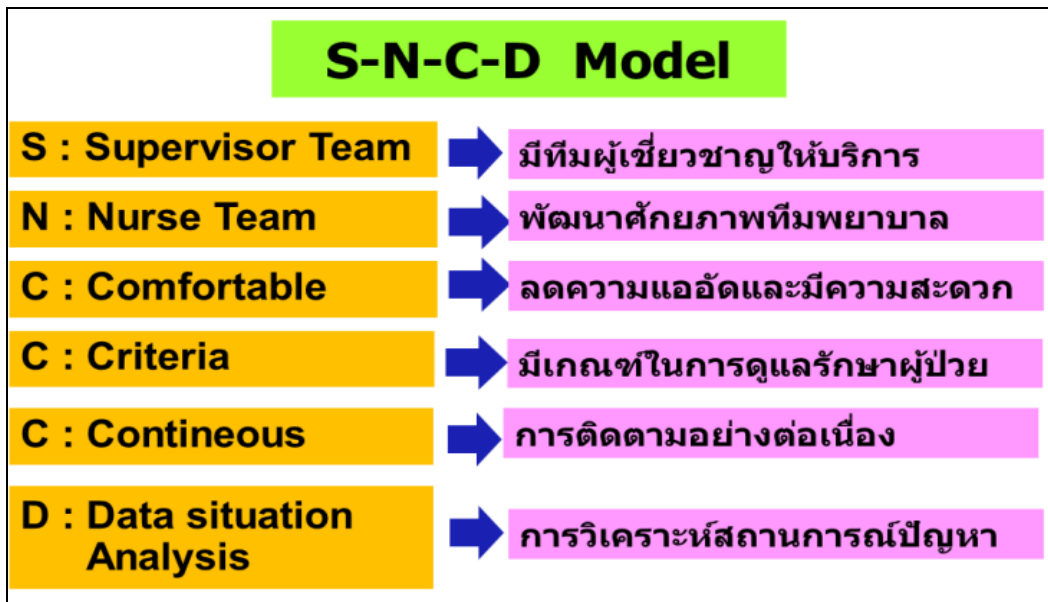 S-N-C-D Model
S : Supervisor Team
มีทีมผู้เชี่ยวชาญให้บริการ
N : Nurse Team
พัฒนาศักยภาพทีมพยาบาล
C : Comfortable
ลดความแออัดและมีความสะดวก
C : Criteria
มีเกณฑ์ในการดูแลรักษาผู้ป่วย
C : Contineous
การติดตามอย่างต่อเนื่อง
D : Data situation
Analysis
การวิเคราะห์สถานการณ์ปัญหา